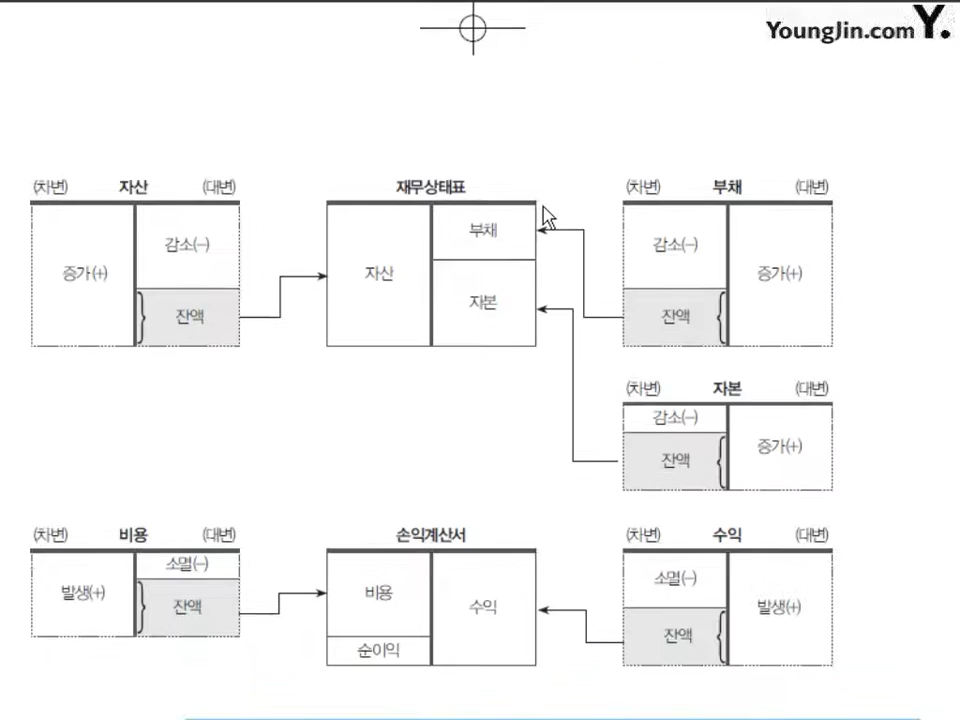 YoungJin.com Y.
(차변) 자산 (대변)
재무상태표
(차변) 부채 (대변)
증가(+)
감소(-)
잔액
자산
부채
자본
감소(-)
잔액
증가(+)
(차변) 자본 (대변)
감소(-)
잔액
증가(+)
(차변) 비용 (대변)
손익계산서
(차변) 수익 (대변)
발생(+)
소멸(-)
잔액
비용
순이익
수익
소멸(-)
잔액
발생(+)